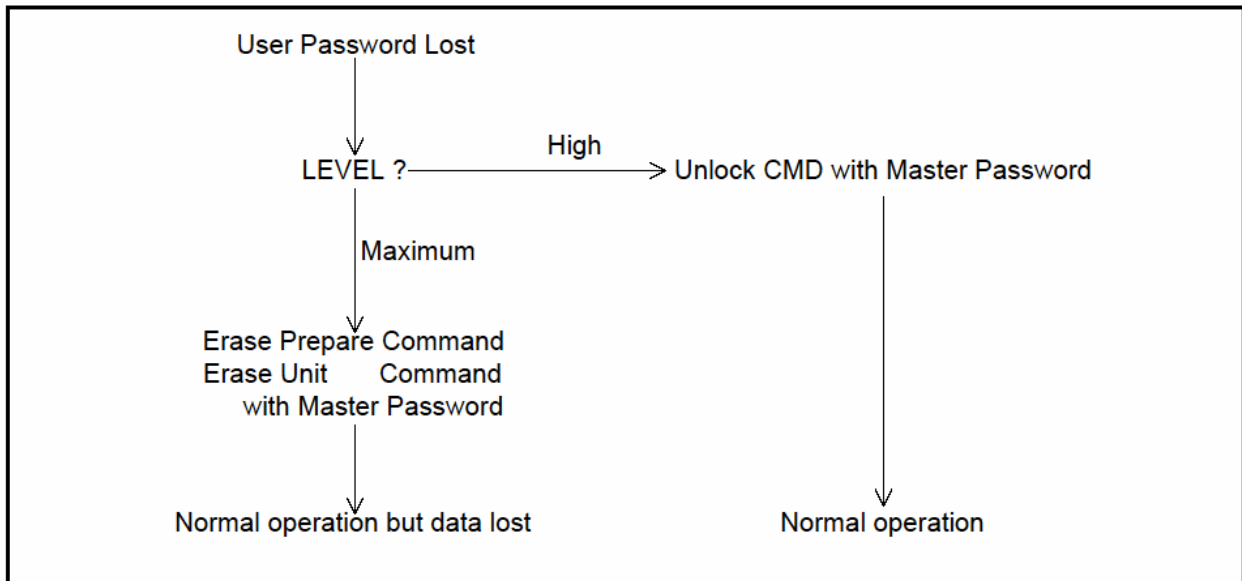 User Password Lost
LEVEL ?
High
Unlock CMD with Master Password
Maximum
Erase Prepare Command
Erase Unit Command
with Master Password
Normal operation but data lost
Normal operation